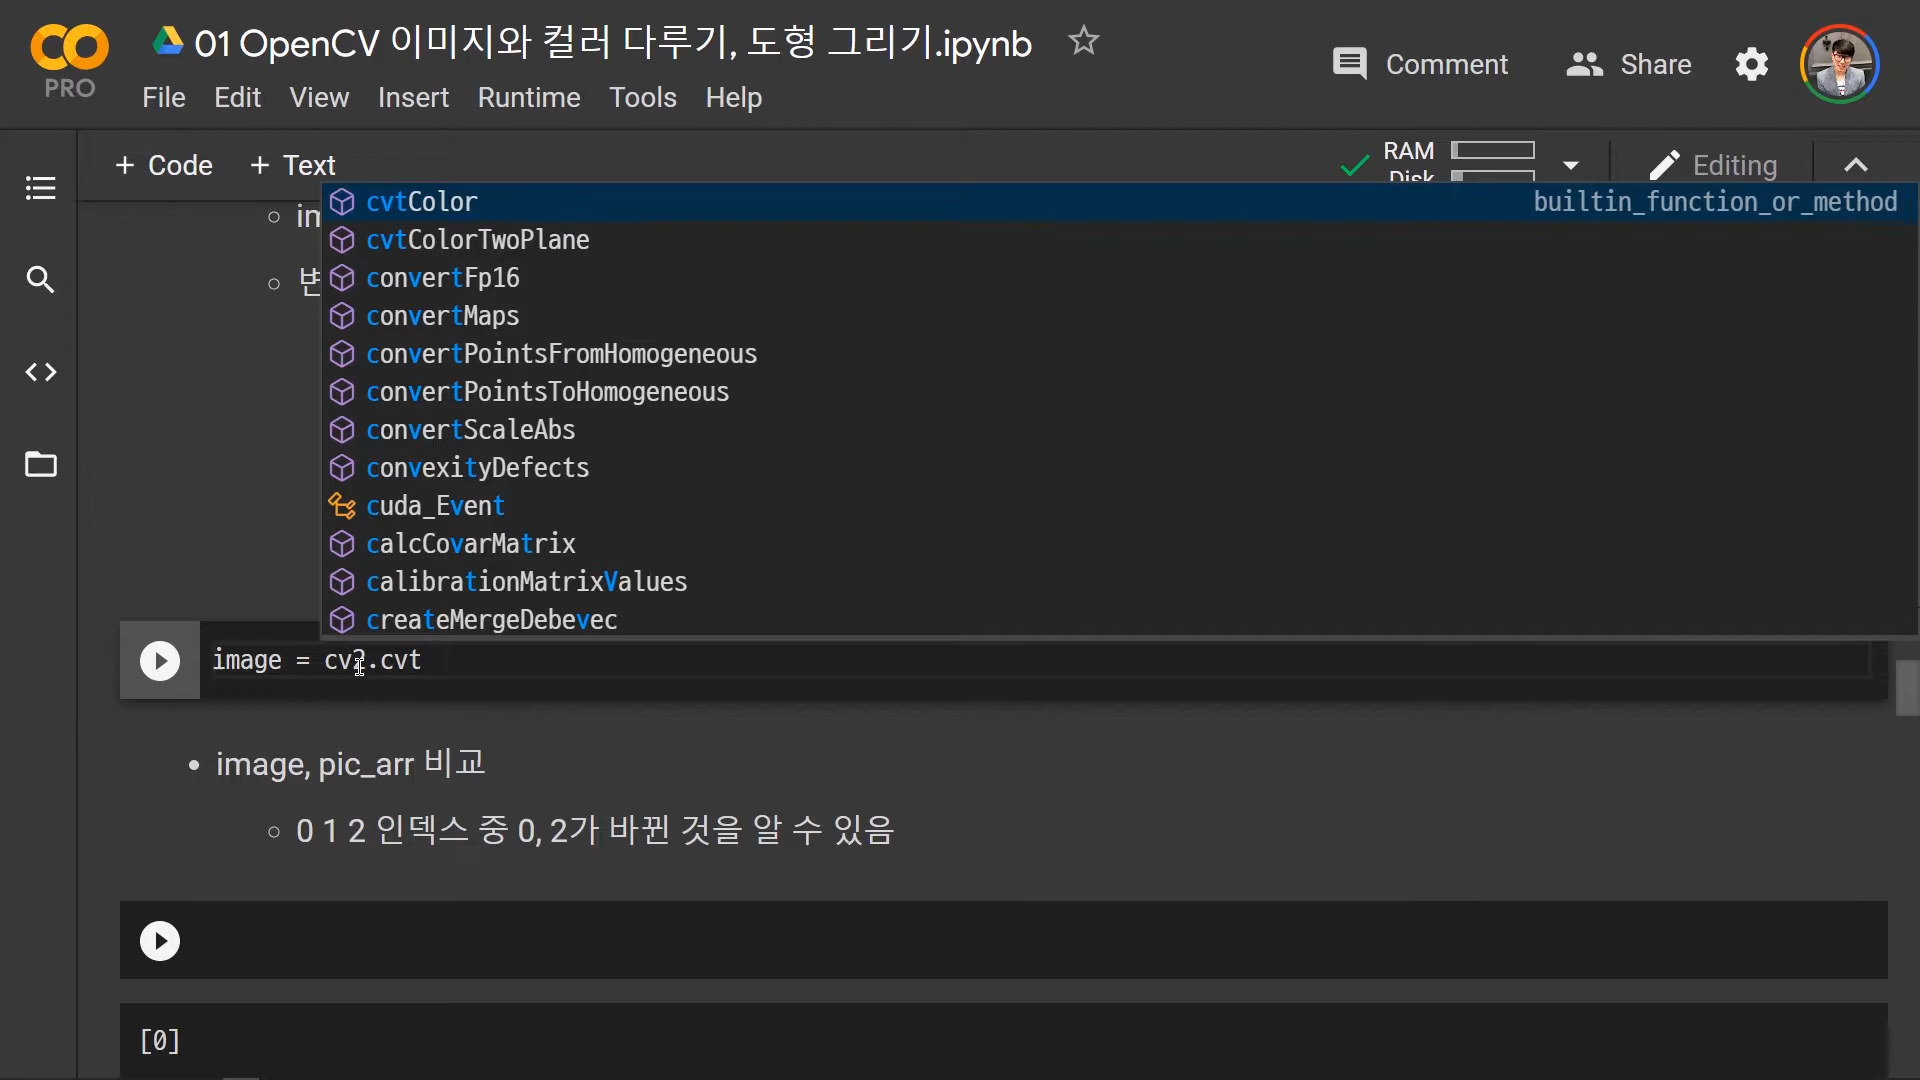 PRO
01 OpenCV 이미지와 컬러 다루기, 도형 그리기.ipynb
Comment
Share
File Edit View Insert Runtime Tools Help
+ Code + Text
RAM
Disk
Editing
cvtColor builtin_function_or_method
cvtColorTwoPlane
convertFp16
convertMaps
convertPointsFromHomogeneous
convertPointsToHomogeneous
convertScaleAbs
convexityDefects
cuda_Event
calcCovarMatrix
calibrationMatrixValues
createMergeDebevec
image = cv2.cvt
image, pic_arr 비교
0 1 2 인덱스 중 0, 2가 바뀐 것을 알 수 있음
[0]